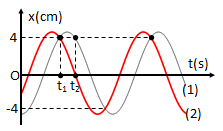 x(cm)
4
t(s)
O
t₁ t₂
(1)
-4
(2)